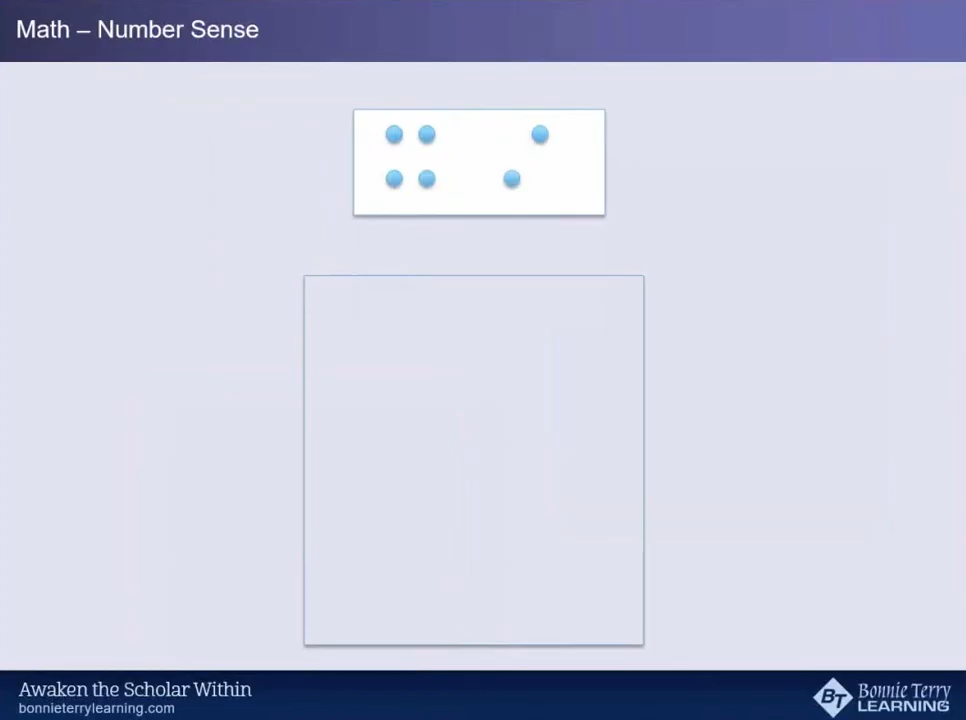 Math – Number Sense
Awaken the Scholar Within
bonnieterrylearning.com
BT
Bonnie Terry
LEARNING